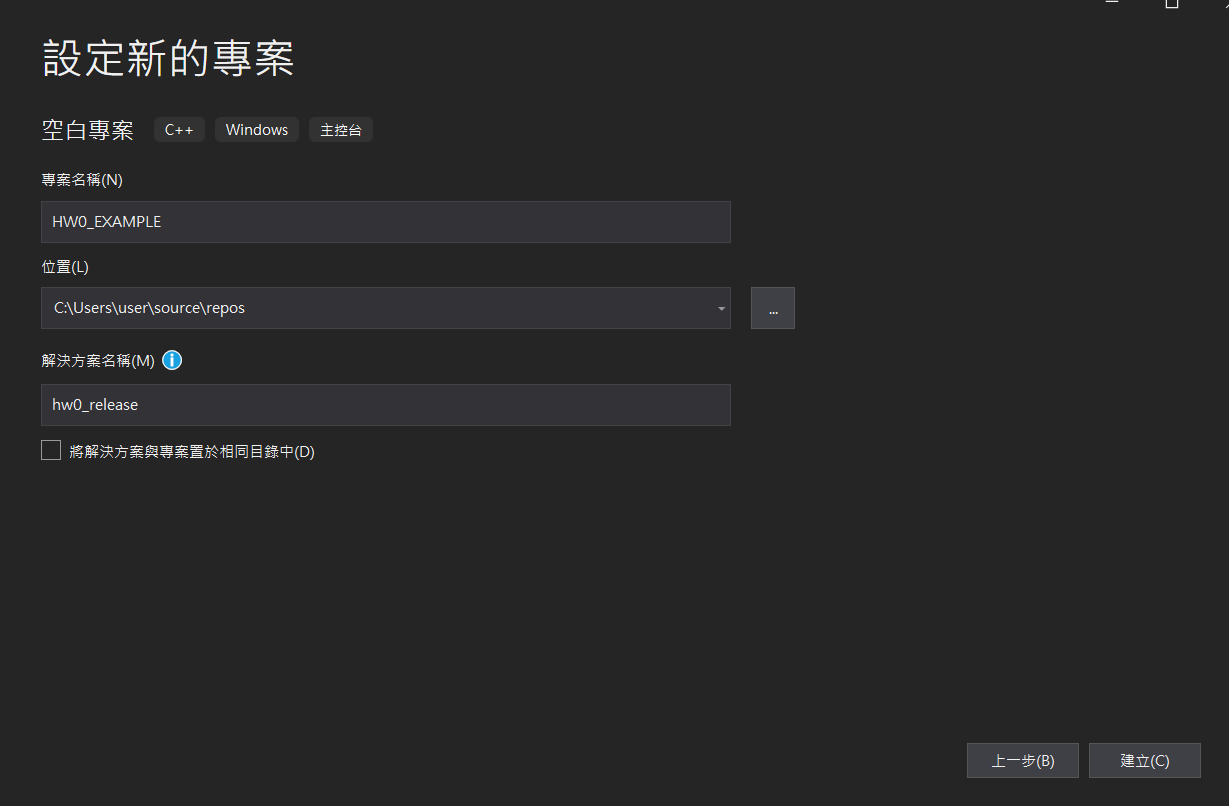 設定新的專案
空白專案 C++ Windows 主控台
專案名稱(N)
HW0_EXAMPLE
位置(L)
C:\Users\user\source\repos
...
解決方案名稱(M)
hw0_release
將解決方案與專案置於相同目錄中(D)
上一步(B) 建立(C)